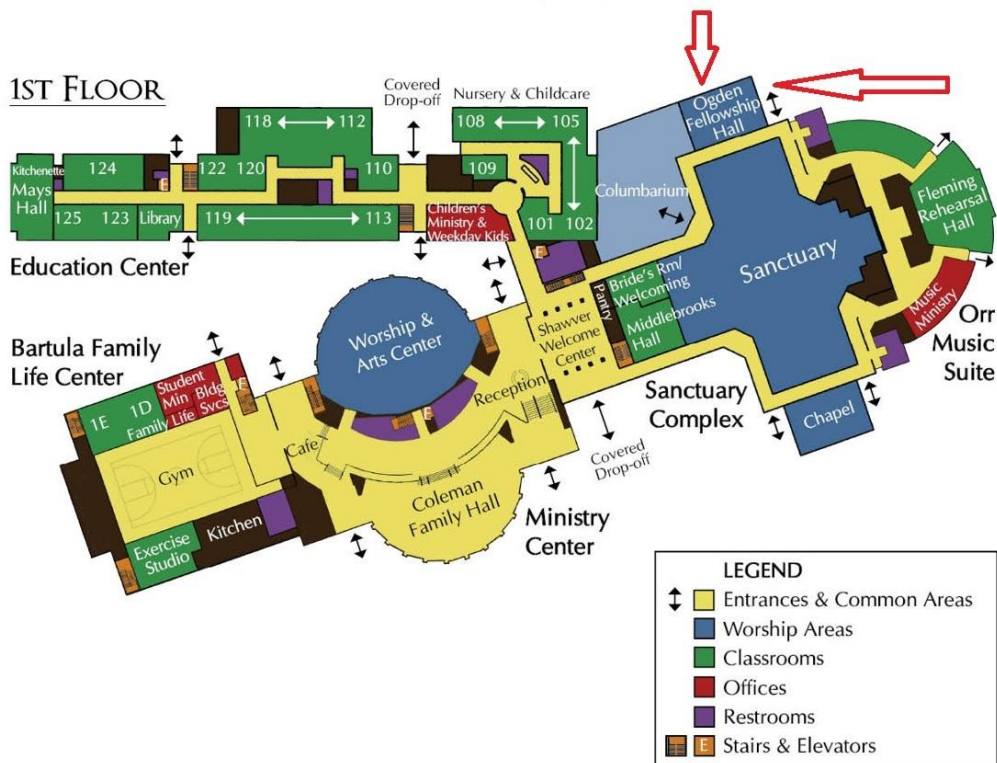 1ST FLOOR
Covered
Drop-off
Nursery & Childcare
Ogden
Fellowship
Hall
118
112
108
105
Kitchenette
124
E
122
120
110
109
Mays
Hall
125
123
Library
119
113
Children's
Ministry &
Weekday Kids
101
102
E
Columbarium
Fleming
Rehearsal
Hall
Sanctuary
Education Center
Bride's Rm/
Welcoming
Pantry
Middlebrooks
Hall
Music
Ministry
Orr
Music
Suite
Worship &
Arts Center
Shawver
Welcome
Center
Bartula Family
Life Center
Reception
E
Sanctuary
Complex
Chapel
Student
Min
Family Life
Bldg
Svcs
E
1E
1D
Cafe
Covered
Drop-off
Gym
Coleman
Family Hall
Ministry
Center
Kitchen
Exercise
Studio
LEGEND
Entrances & Common Areas
Worship Areas
Classrooms
Offices
Restrooms
E Stairs & Elevators